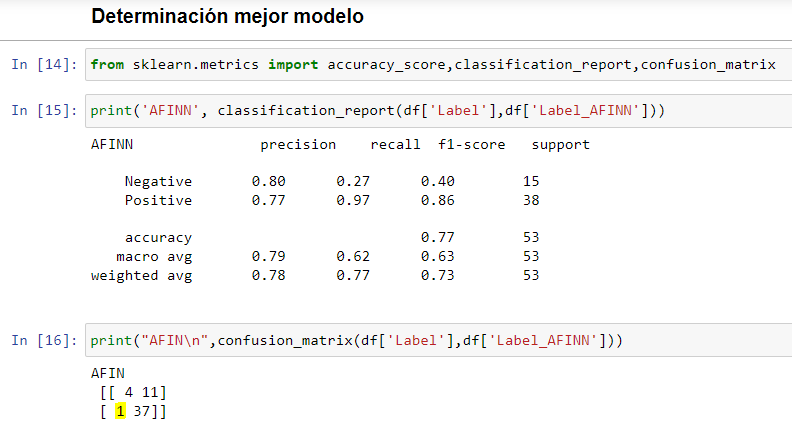 Determinación mejor modelo
In [14]: from sklearn.metrics import accuracy_score,classification_report,confusion_matrix
In [15]: print('AFINN', classification_report(df['Label'],df['Label_AFINN']))
AFINN precision recall f1-score support
Negative 0.80 0.27 0.40 15
Positive 0.77 0.97 0.86 38
accuracy 0.77 53
macro avg 0.79 0.62 0.63 53
weighted avg 0.78 0.77 0.73 53
In [16]: print("AFIN\n",confusion_matrix(df['Label'],df['Label_AFINN']))
AFIN
[[ 4 11]
[ 1 37]]